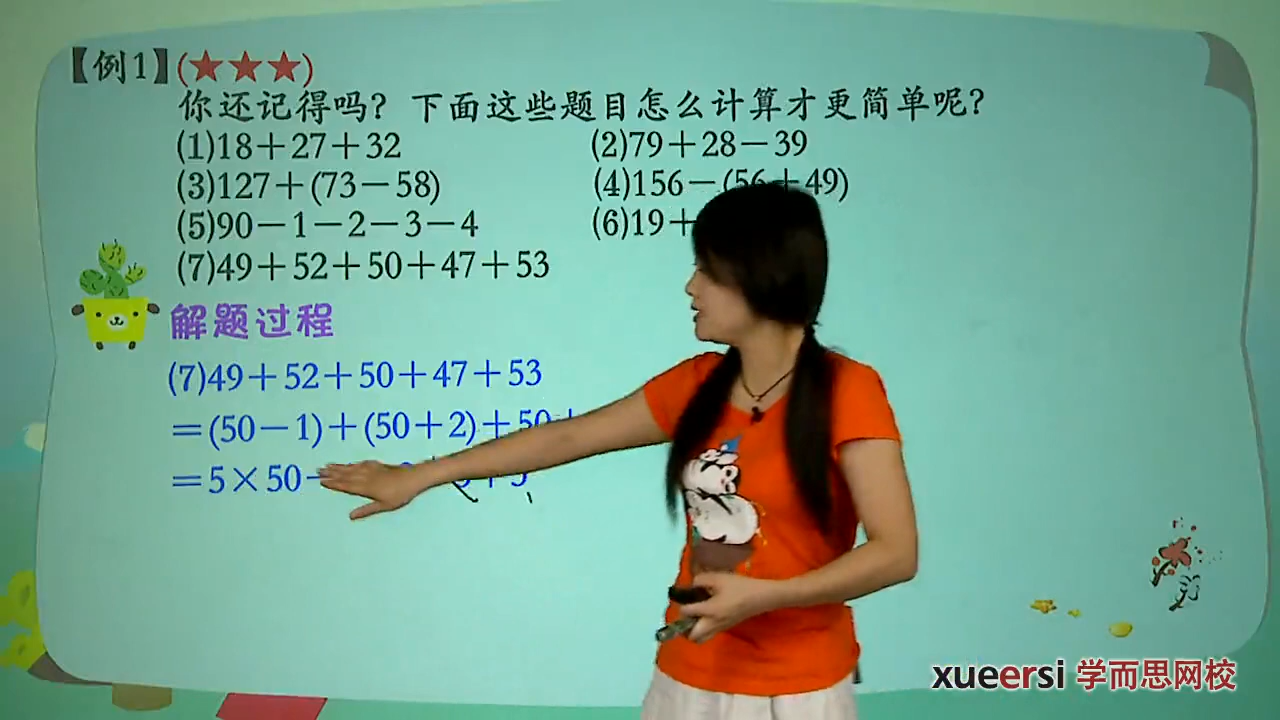 【例1】(★★★)
你还记得吗？下面这些题目怎么计算才更简单呢？
(1)18＋27＋32
(2)79＋28－39
(3)127＋(73－58)
(4)156－(56＋49)
(5)90－1－2－3－4
(6)19＋
(7)49＋52＋50＋47＋53
解题过程
(7)49＋52＋50＋47＋53
＝(50－1)＋(50＋2)＋50＋
＝5×50－
xueersi 学而思网校